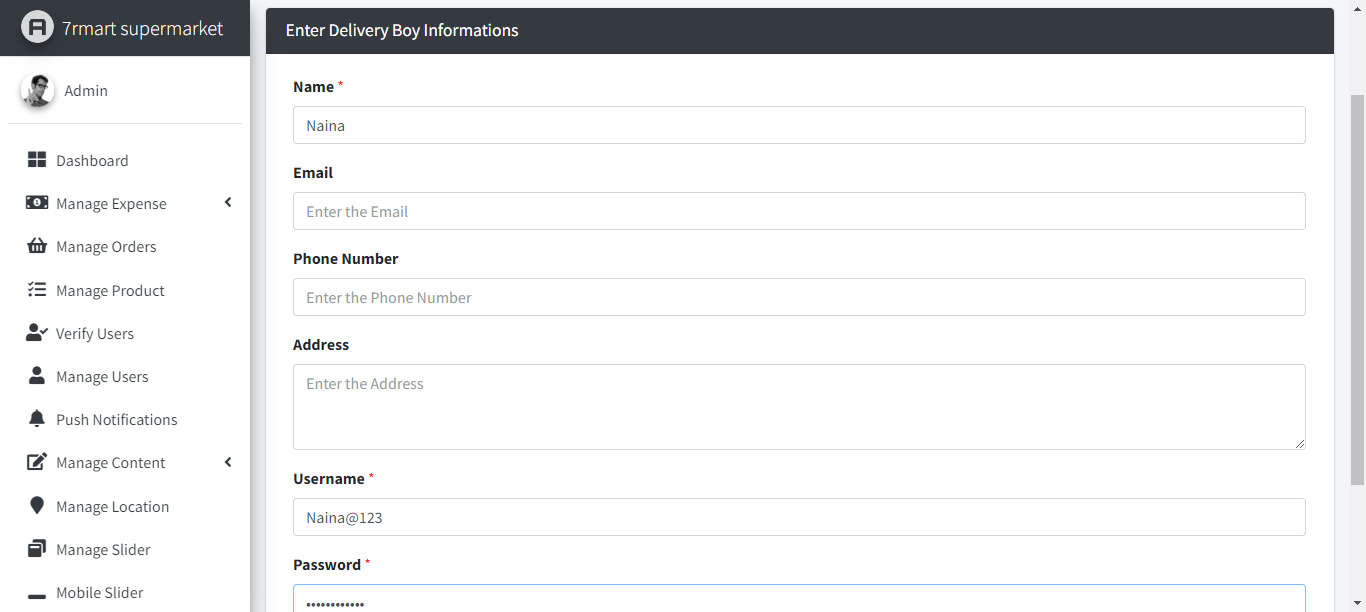 7rmart supermarket
Admin
Dashboard
Manage Expense
Manage Orders
Manage Product
Verify Users
Manage Users
Push Notifications
Manage Content
Manage Location
Manage Slider
Mobile Slider
Enter Delivery Boy Informations
Name *
Naina
Email
Enter the Email
Phone Number
Enter the Phone Number
Address
Enter the Address
Username *
Naina@123
Password *
••••••••••••